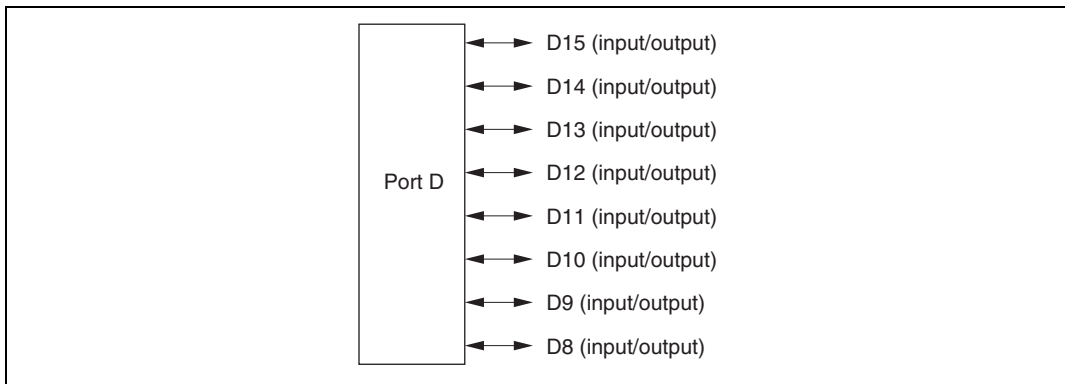 Port D
D15 (input/output)
D14 (input/output)
D13 (input/output)
D12 (input/output)
D11 (input/output)
D10 (input/output)
D9 (input/output)
D8 (input/output)